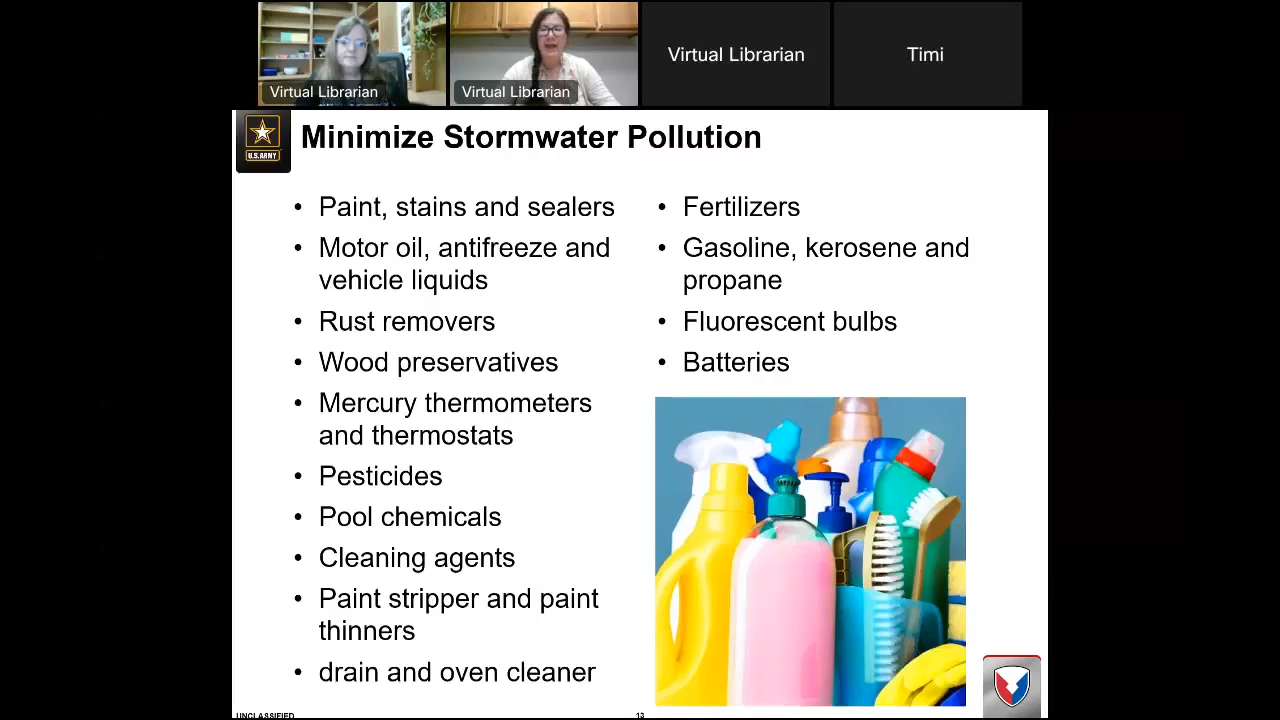 Virtual Librarian
Virtual Librarian
Virtual Librarian
Timi
U.S.ARMY
Minimize Stormwater Pollution
• Paint, stains and sealers
• Motor oil, antifreeze and
vehicle liquids
• Rust removers
• Wood preservatives
• Mercury thermometers
and thermostats
• Pesticides
• Pool chemicals
• Cleaning agents
• Paint stripper and paint
thinners
• drain and oven cleaner
• Fertilizers
• Gasoline, kerosene and
propane
• Fluorescent bulbs
• Batteries
UNCLASSIFIED
13